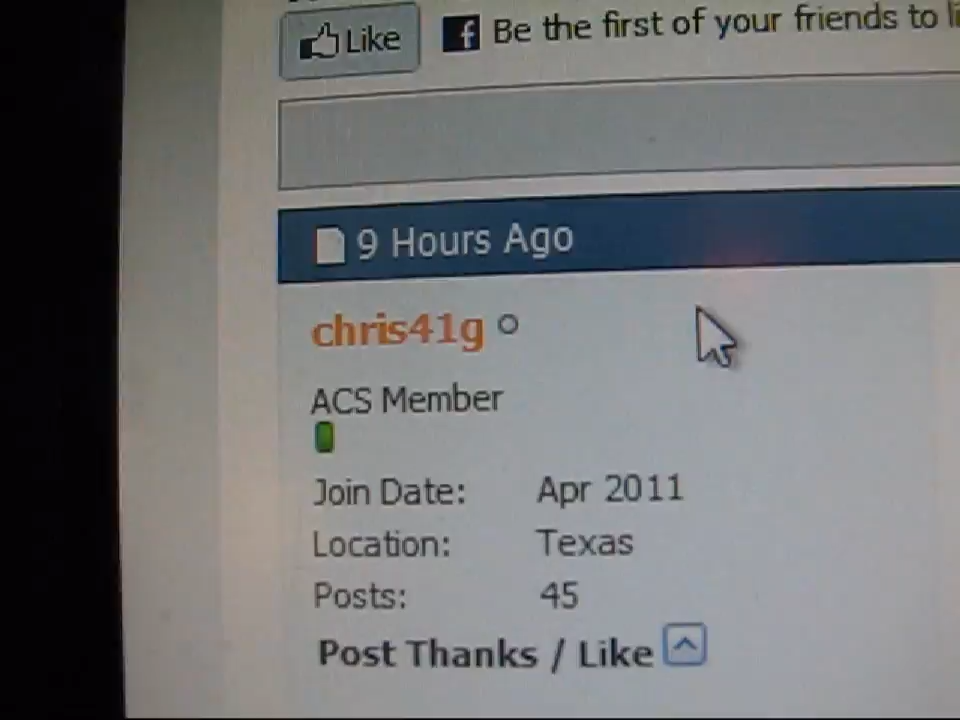 Like f Be the first of your friends to li
9 Hours Ago
chris41g
ACS Member
Join Date: Apr 2011
Location: Texas
Posts: 45
Post Thanks / Like